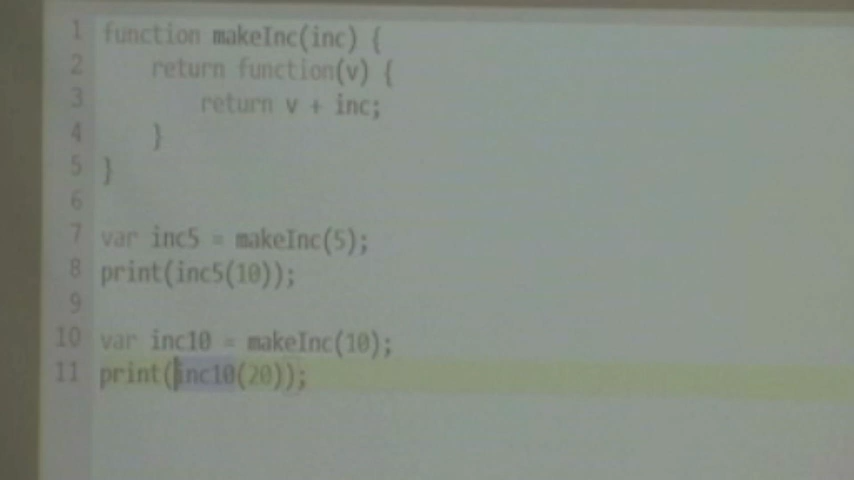 1 function makeInc(inc) {
2     return function(v) {
3         return v + inc;
4     }
5 }
6
7 var inc5 = makeInc(5);
8 print(inc5(10));
9
10 var inc10 = makeInc(10);
11 print(inc10(20));